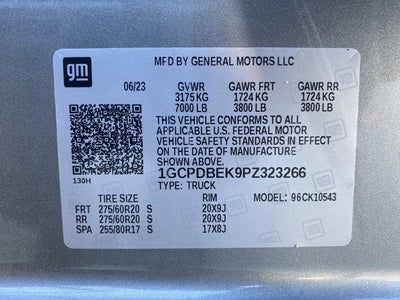 gm
MFD BY GENERAL MOTORS LLC
06/23 GVWR GAWR FRT GAWR RR
3175 KG 1724 KG 1724 KG
7000 LB 3800 LB 3800 LB
THIS VEHICLE CONFORMS TO ALL
APPLICABLE U.S. FEDERAL MOTOR
VEHICLE SAFETY STANDARDS IN EFFECT
ON THE DATE OF MANUFACTURE
SHOWN ABOVE.
130H
1GCPDBEK9PZ323266
TYPE: TRUCK
TIRE SIZE RIM MODEL: 96CK10543
FRT 275/60R20 S 20X9J
RR 275/60R20 S 20X9J
SPA 255/80R17 S 17X8J